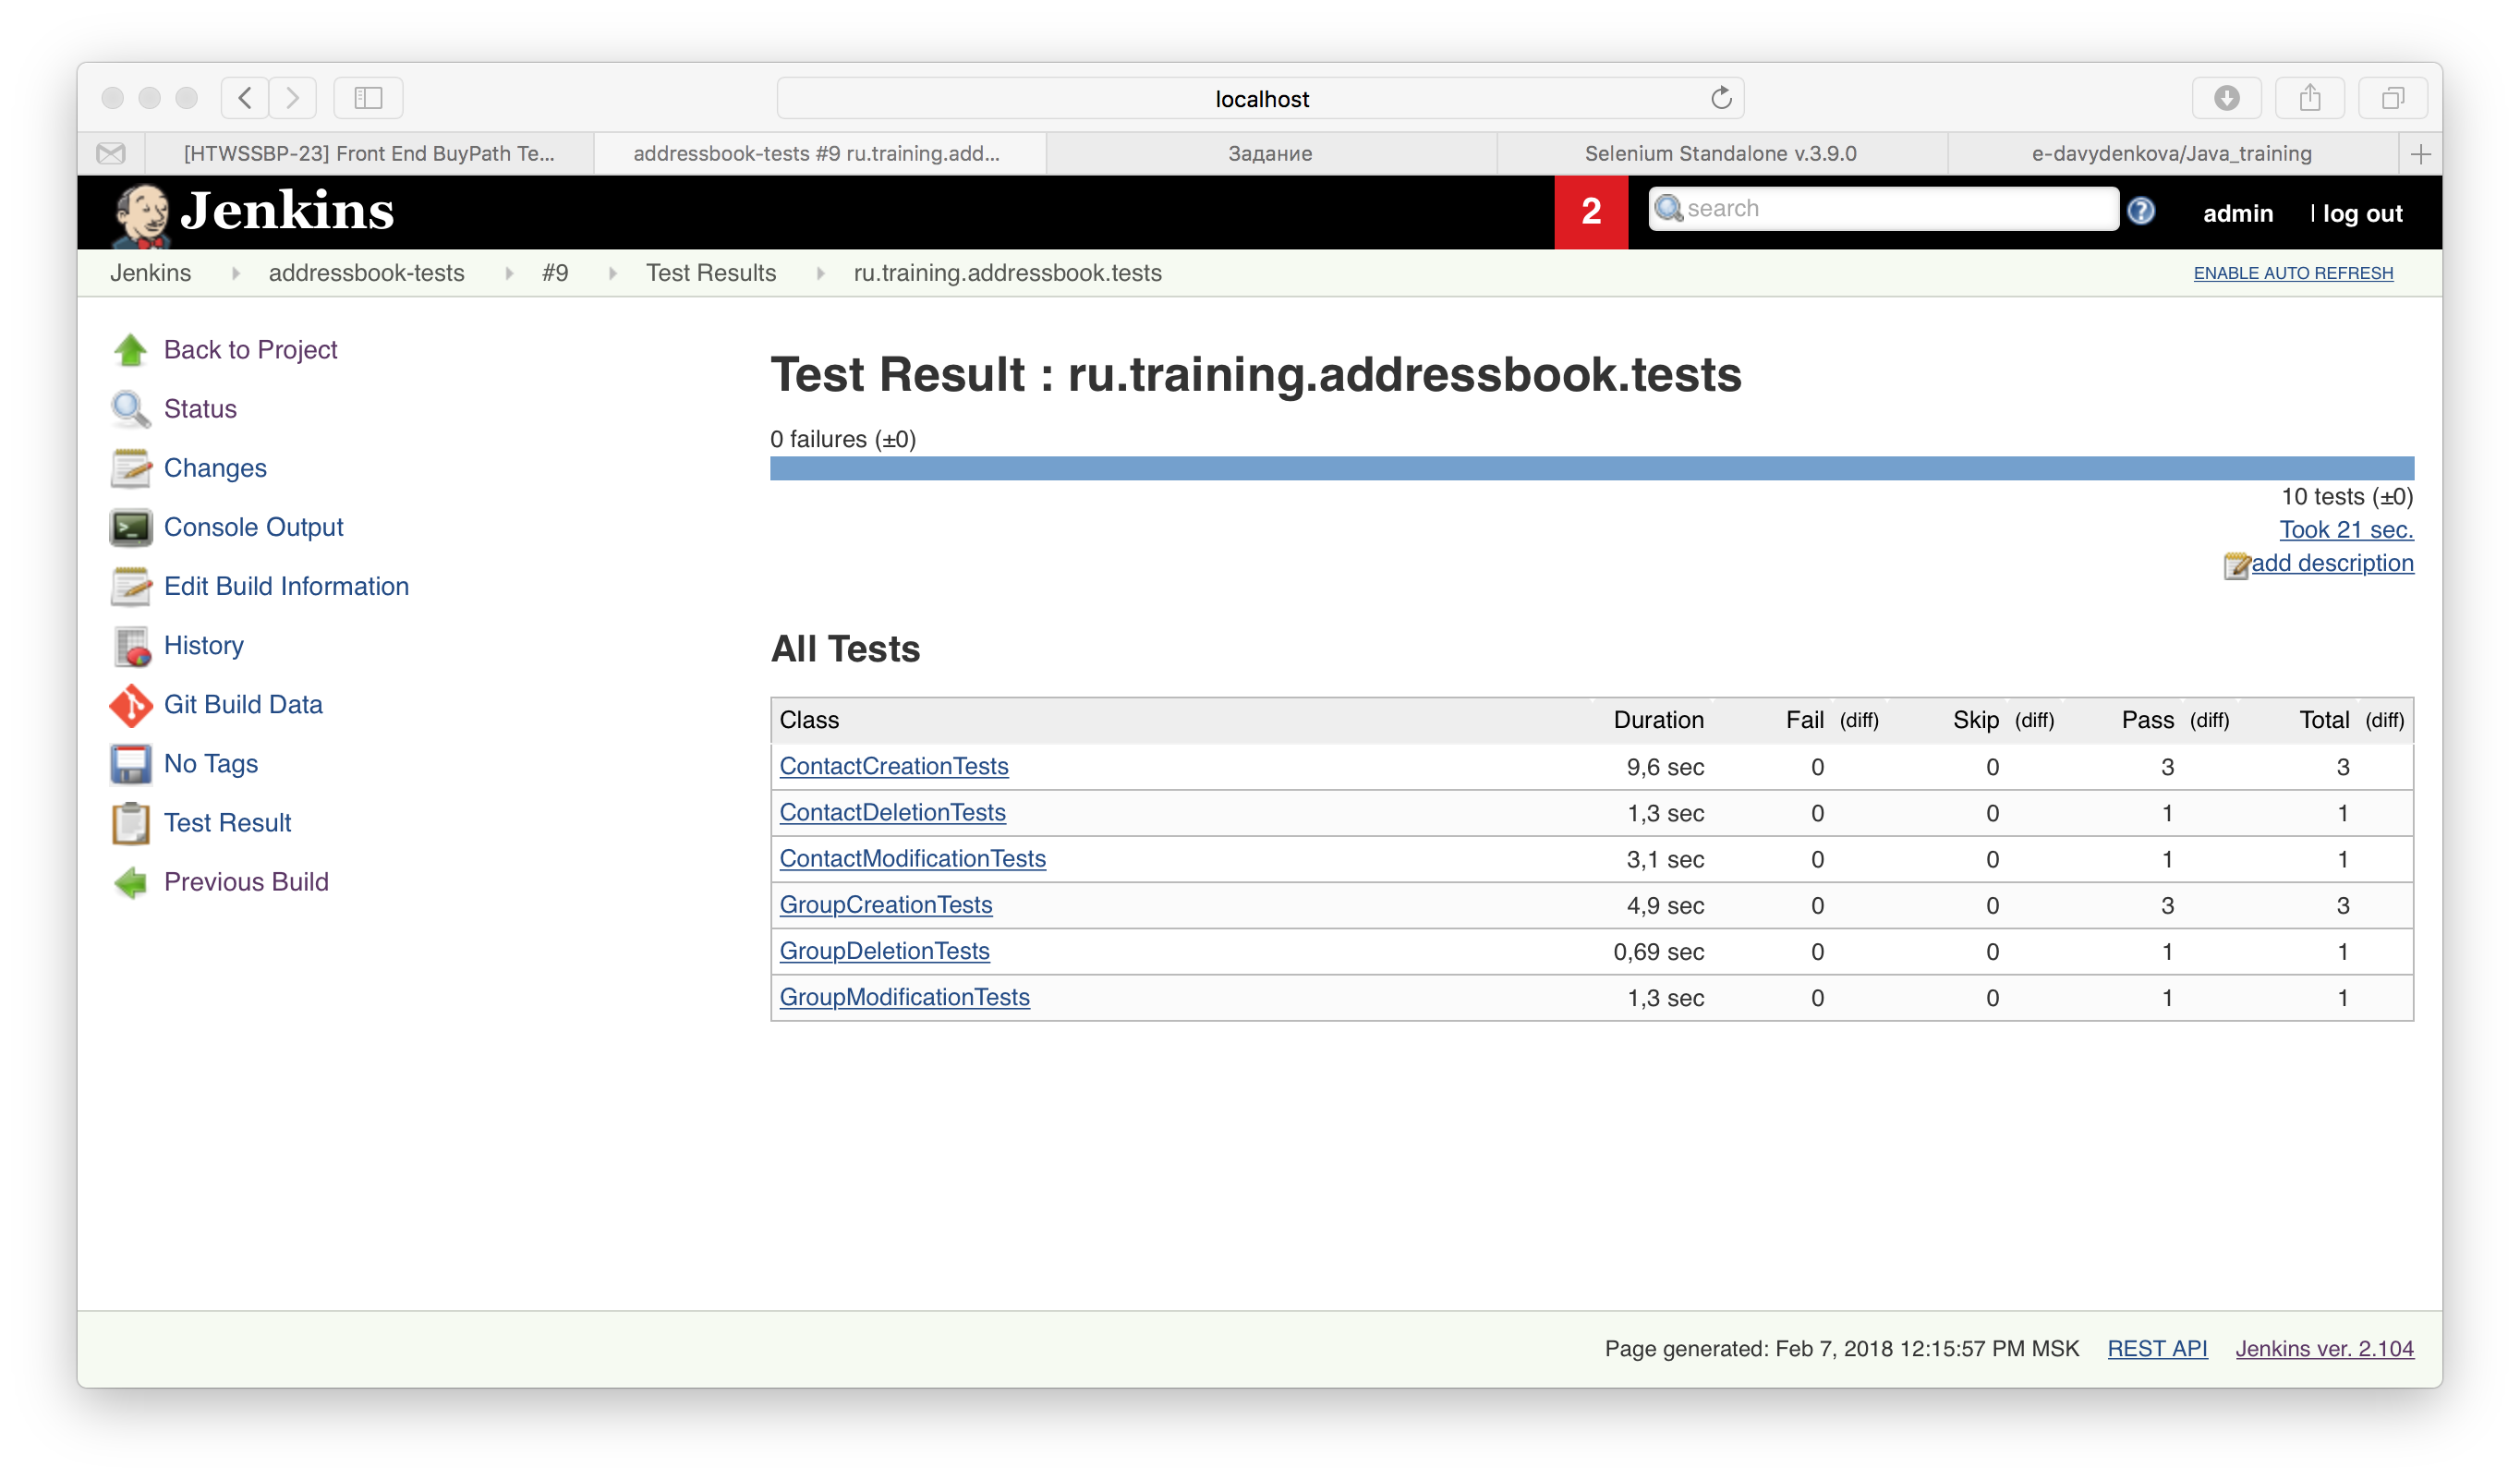 localhost
[HTWSSBP-23] Front End BuyPath Te... addressbook-tests #9 ru.training.add... Задание Selenium Standalone v.3.9.0 e-davydenkova/Java_training
Jenkins 2 search admin | log out
Jenkins addressbook-tests #9 Test Results ru.training.addressbook.tests ENABLE AUTO REFRESH
Back to Project
Status
Changes
Console Output
Edit Build Information
History
Git Build Data
No Tags
Test Result
Previous Build
Test Result : ru.training.addressbook.tests
0 failures (±0)
10 tests (±0)
Took 21 sec.
add description
All Tests
Class Duration Fail (diff) Skip (diff) Pass (diff) Total (diff)
ContactCreationTests 9,6 sec 0 0 3 3
ContactDeletionTests 1,3 sec 0 0 1 1
ContactModificationTests 3,1 sec 0 0 1 1
GroupCreationTests 4,9 sec 0 0 3 3
GroupDeletionTests 0,69 sec 0 0 1 1
GroupModificationTests 1,3 sec 0 0 1 1
Page generated: Feb 7, 2018 12:15:57 PM MSK REST API Jenkins ver. 2.104